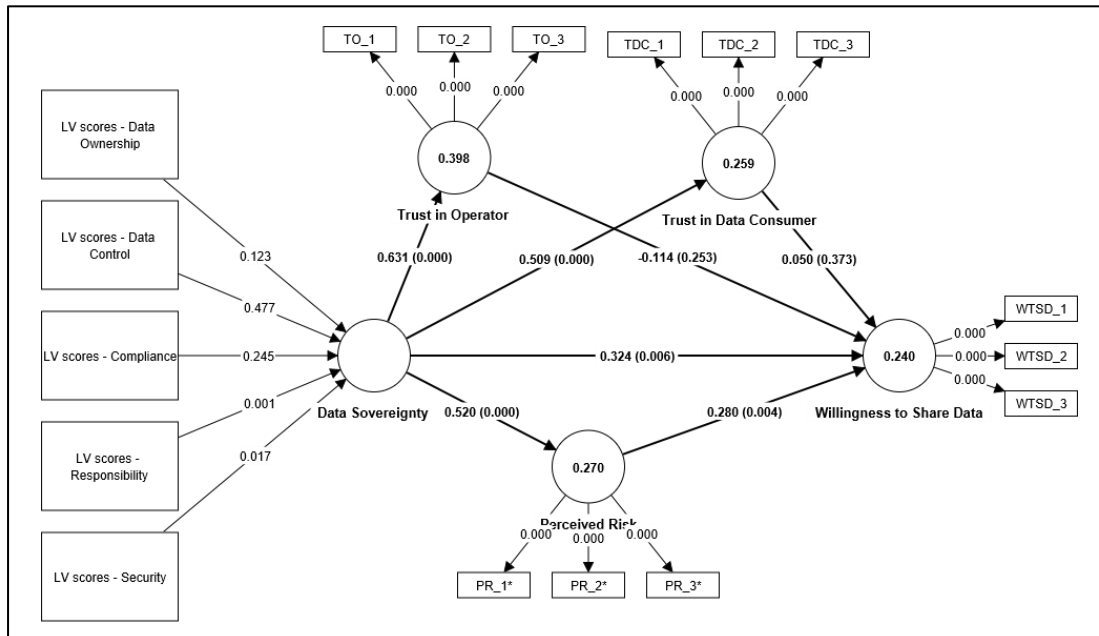 TO_1
TO_2
TO_3
TDC_1
TDC_2
TDC_3
0.000
0.000
0.000
0.000
0.000
0.000
LV scores - Data
Ownership
0.398
0.259
Trust in Operator
Trust in Data Consumer
LV scores - Data
Control
0.123
0.631 (0.000)
0.509 (0.000)
-0.114 (0.253)
0.050 (0.373)
0.477
LV scores - Compliance
0.245
0.324 (0.006)
0.240
0.000
WTSD_1
0.000
WTSD_2
0.000
WTSD_3
0.001
Data Sovereignty
Willingness to Share Data
0.520 (0.000)
0.280 (0.004)
LV scores -
Responsibility
0.017
0.270
Perceived Risk
0.000
0.000
0.000
LV scores - Security
PR_1*
PR_2*
PR_3*